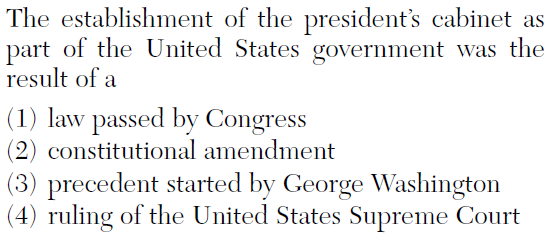 The establishment of the president's cabinet as
part of the United States government was the
result of a
(1) law passed by Congress
(2) constitutional amendment
(3) precedent started by George Washington
(4) ruling of the United States Supreme Court